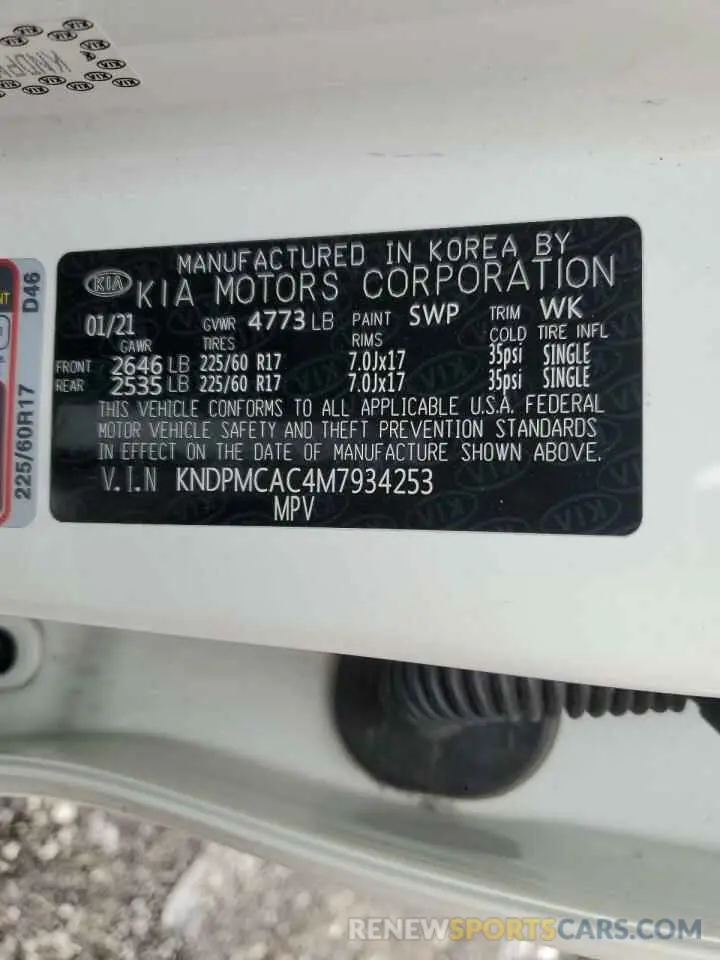 MANUFACTURED IN KOREA BY
KIA KIA MOTORS CORPORATION
01/21 GVWR 4773 LB PAINT SWP TRIM WK
GAWR TIRES RIMS COLD TIRE INFL
FRONT 2646 LB 225/60 R17 7.0Jx17 35psi SINGLE
REAR 2535 LB 225/60 R17 7.0Jx17 35psi SINGLE
THIS VEHICLE CONFORMS TO ALL APPLICABLE U.S.A. FEDERAL
MOTOR VEHICLE SAFETY AND THEFT PREVENTION STANDARDS
IN EFFECT ON THE DATE OF MANUFACTURE SHOWN ABOVE.
V.I.N KNDPMCAC4M7934253
MPV
225/60R17 D46
RENEWSPORTSCARS.COM